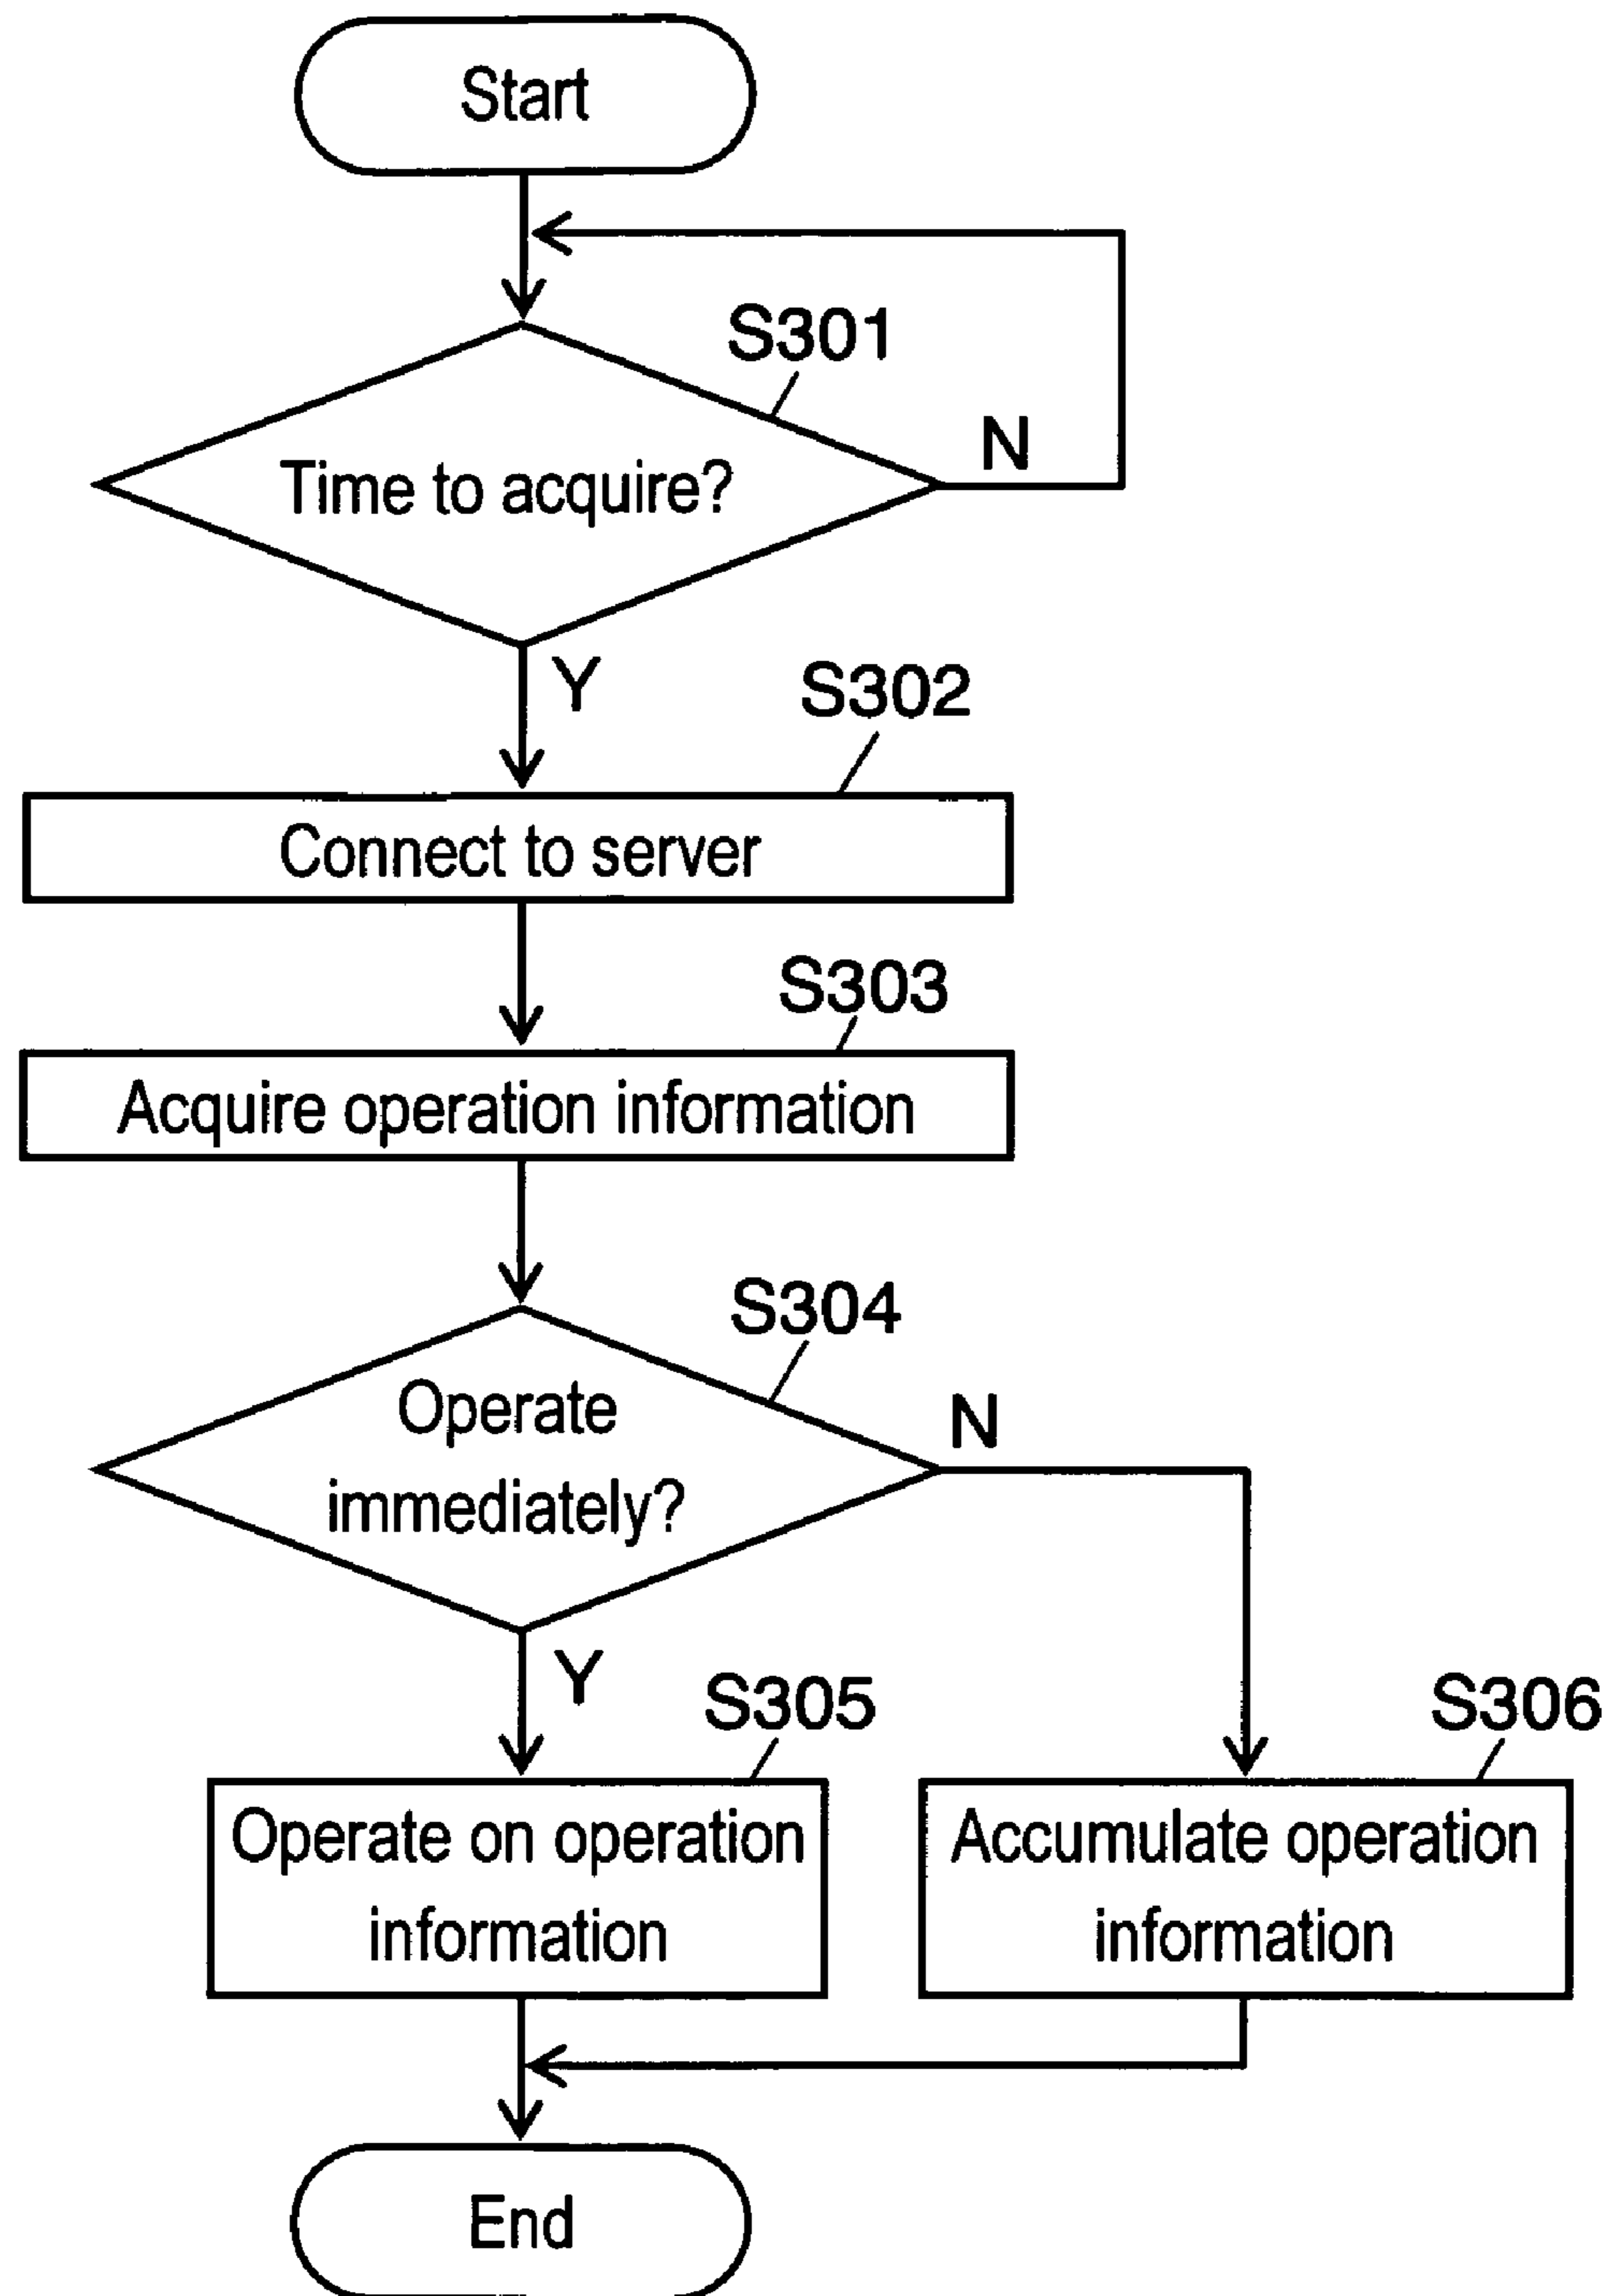 Start
S301
N
Time to acquire?
Y
S302
Connect to server
S303
Acquire operation information
S304
Operate
immediately?
N
Y
S305
Operate on operation
information
S306
Accumulate operation
information
End